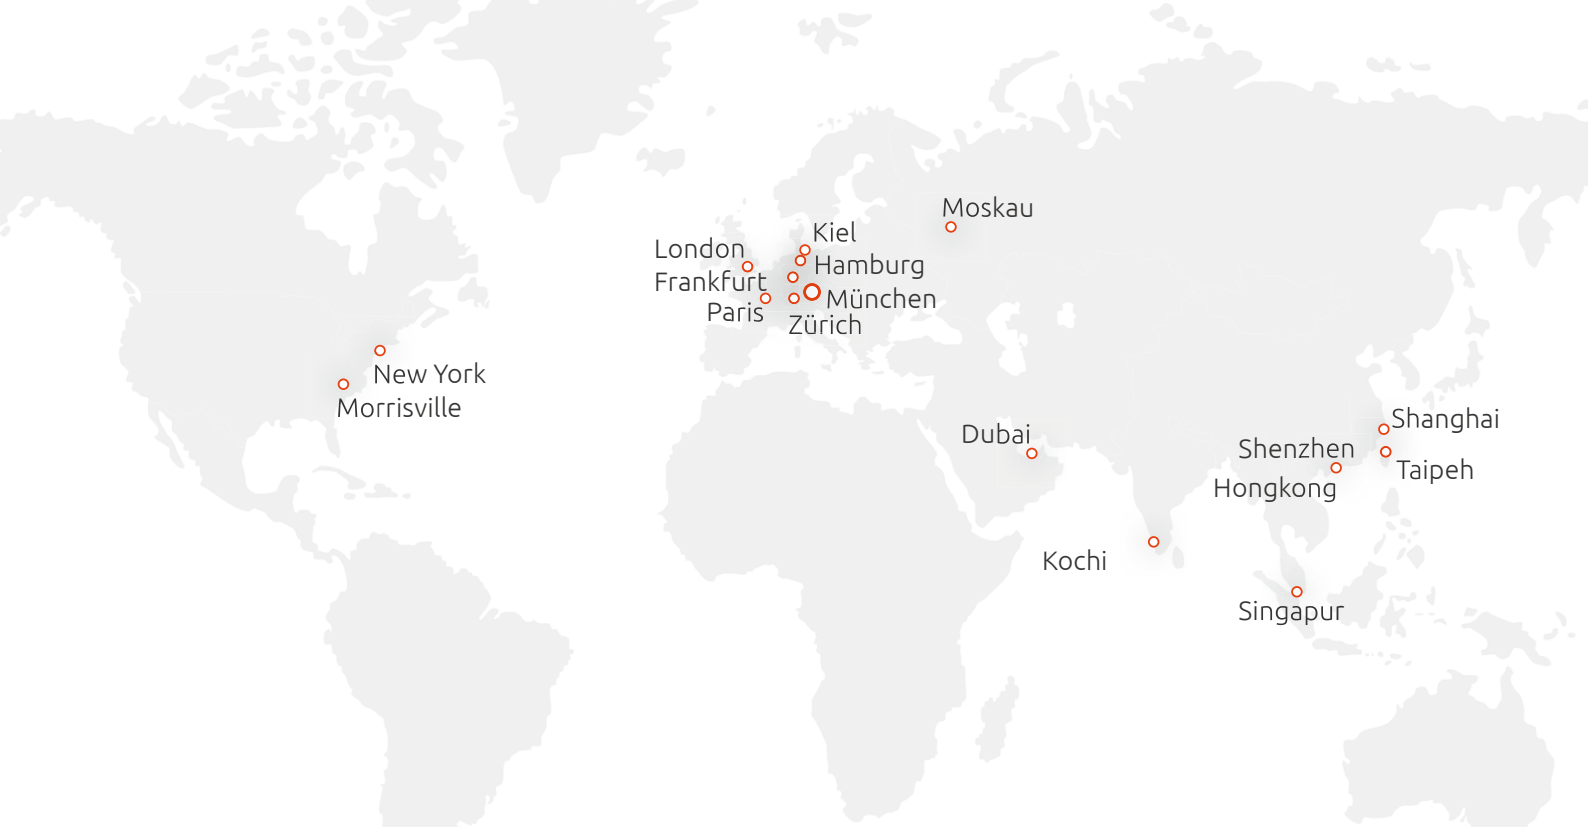 Moskau
Kiel
London
Hamburg
Frankfurt
München
Paris
Zürich
New York
Morrisville
Dubai
Shanghai
Shenzhen
Taipeh
Hongkong
Kochi
Singapur